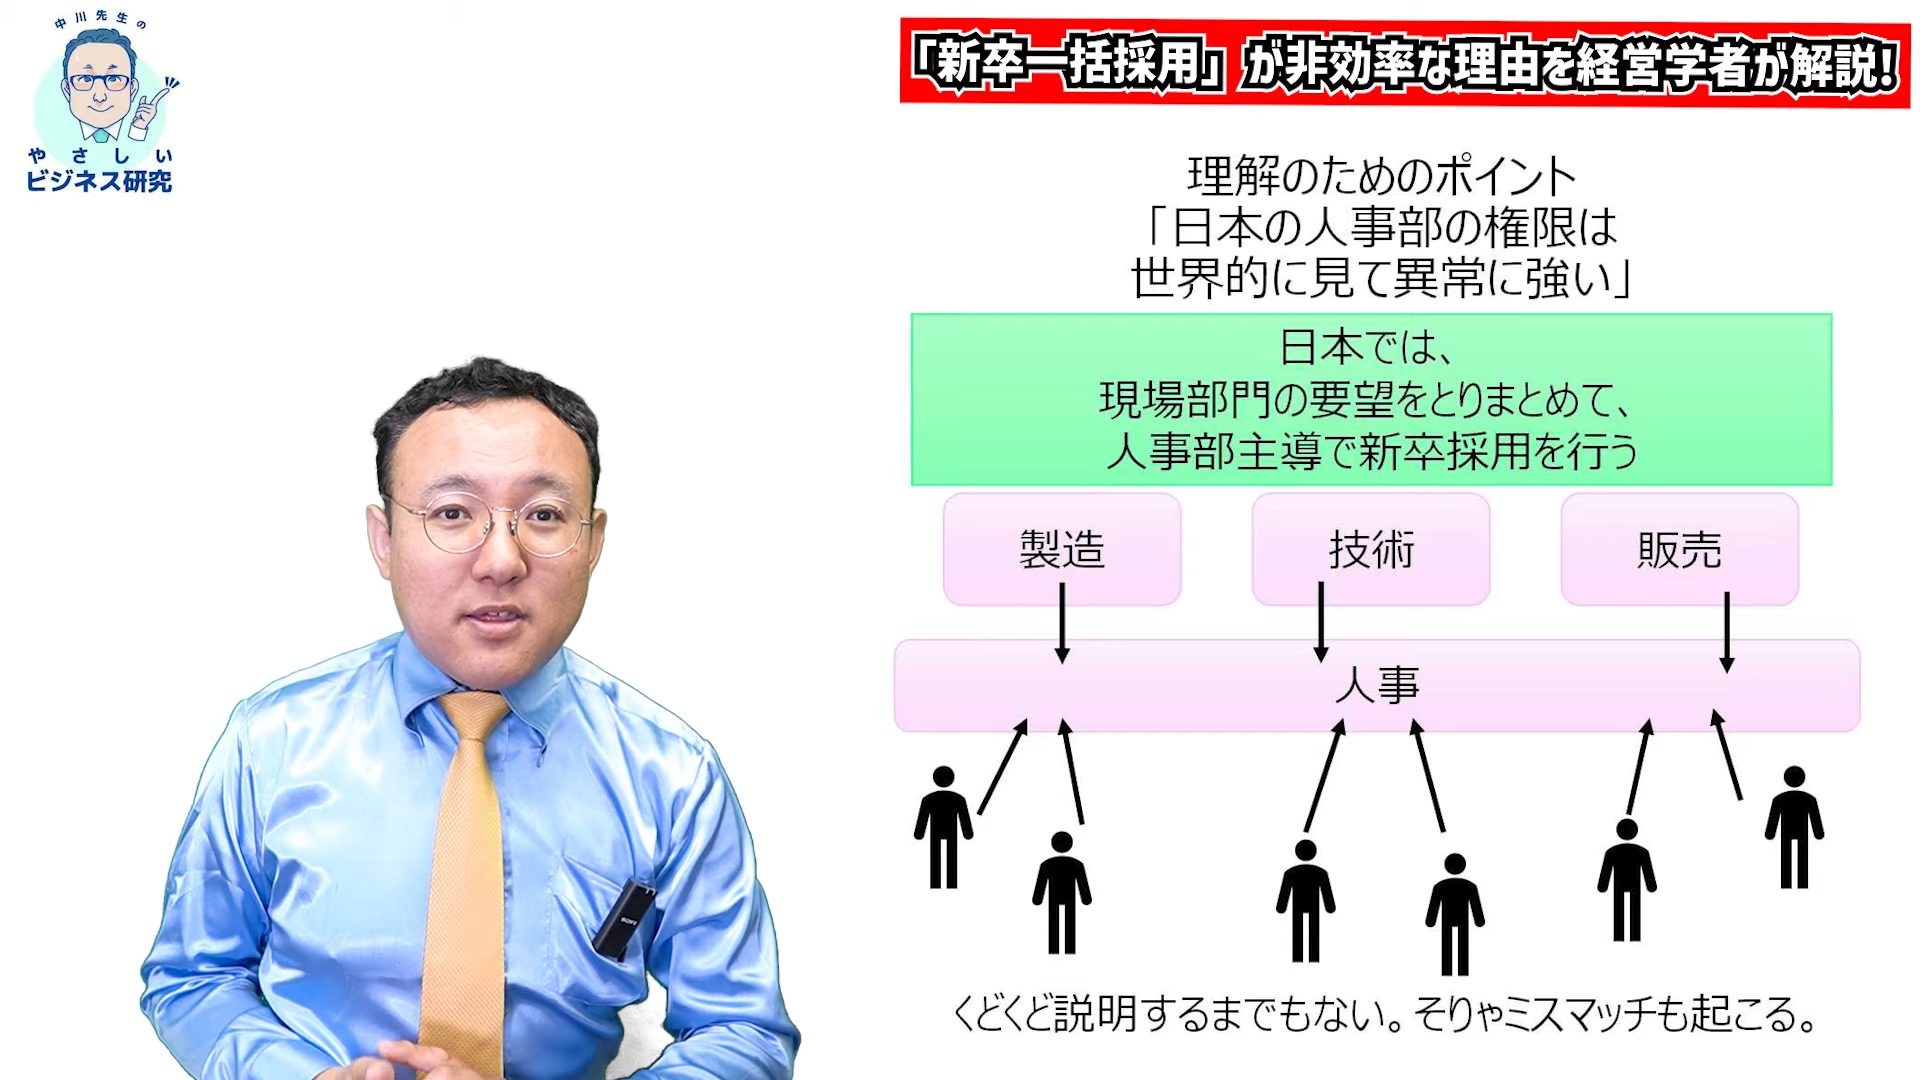 中川先生の
やさしい
ビジネス研究
「新卒一括採用」が非効率な理由を経営学者が解説!
理解のためのポイント
「日本の人事部の権限は
世界的に見て異常に強い」
日本では、
現場部門の要望をとりまとめて、
人事部主導で新卒採用を行う
製造
技術
販売
人事
SONY
くどくど説明するまでもない。そりゃミスマッチも起こる。